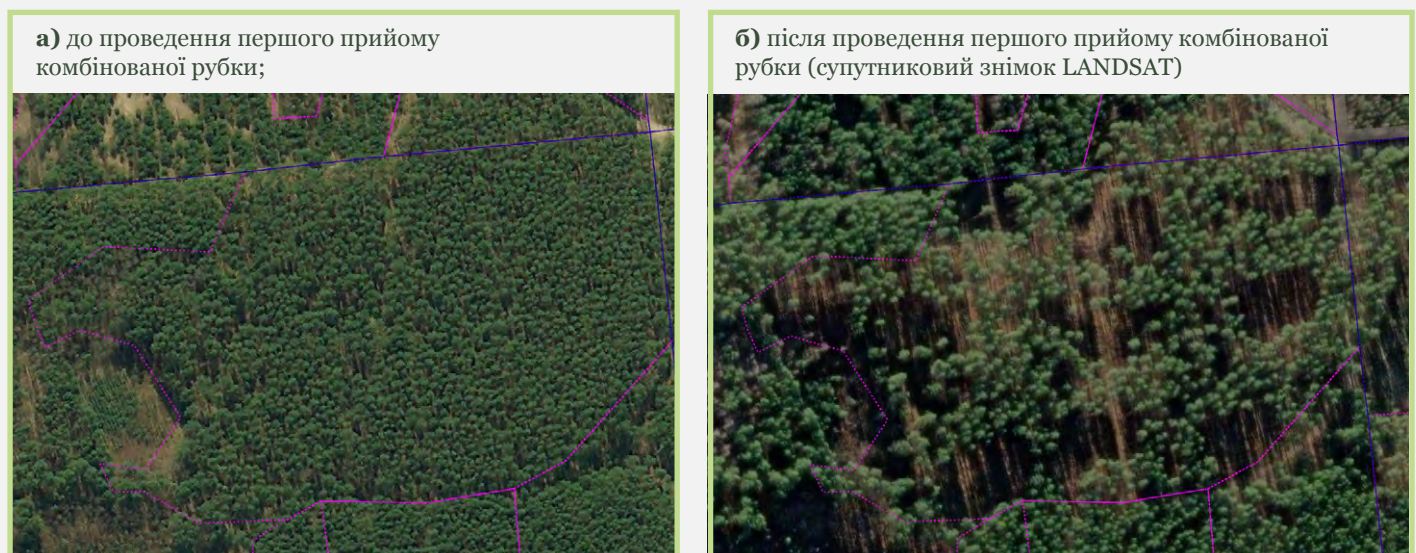 а) до проведення першого прийому
комбінованої рубки;
б) після проведення першого прийому комбінованої
рубки (супутниковий знімок LANDSAT)